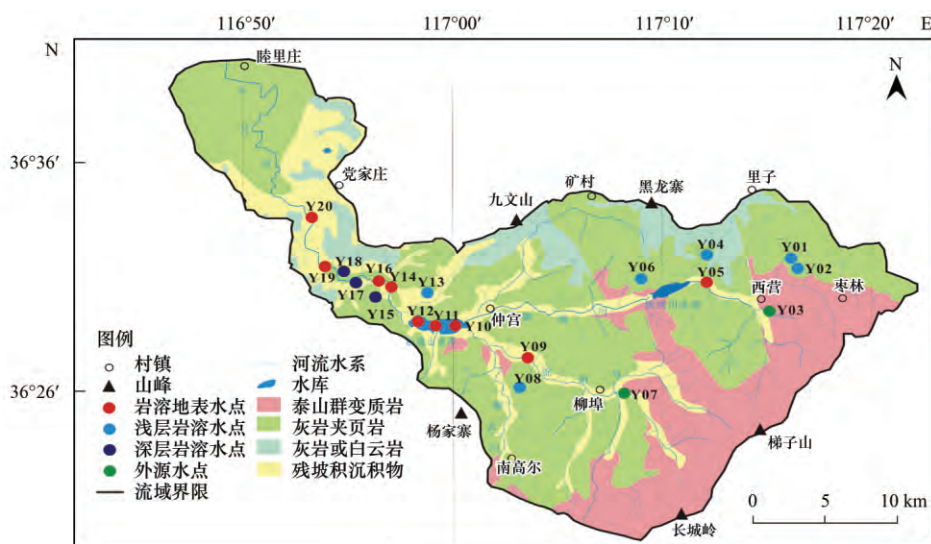 116°50′ 117°00′ 117°10′ 117°20′ E
N
N
睦里庄
36°36′
党家庄
里子
矿村
黑龙寨
九文山
Y20
Y04
Y01
Y18
Y16
Y14
Y13
Y06
Y02
Y19
Y05
西营
枣林
Y17
Y15
Y03
Y12
Y11
Y10
仲宫
Y09
36°26′
Y08
柳埠
Y07
杨家寨
梯子山
南高尔
长城岭
图例
村镇
河流水系
山峰
水库
岩溶地表水点
泰山群变质岩
浅层岩溶水点
灰岩夹页岩
深层岩溶水点
灰岩或白云岩
外源水点
残坡积沉积物
流域界限
0 5 10 km